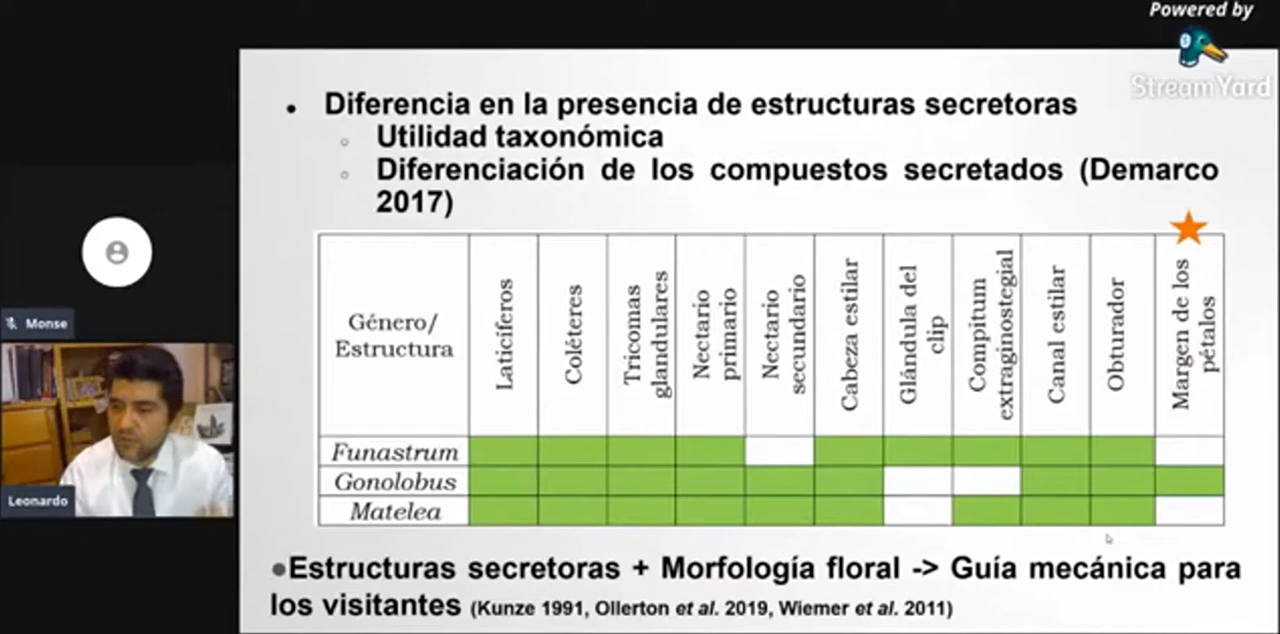 Powered by
StreamYard
• Diferencia en la presencia de estructuras secretoras
○ Utilidad taxonómica
○ Diferenciación de los compuestos secretados (Demarco
2017)
Género/
Estructura
Laticíferos
Coléteres
Tricomas
glandulares
Nectario
primario
Nectario
secundario
Cabeza estilar
Glándula del
clip
Compitum
extraginostegial
Canal estilar
Obturador
Margen de los
pétalos
Funastrum
Gonolobus
Matelea
●Estructuras secretoras + Morfología floral -> Guía mecánica para
los visitantes (Kunze 1991, Ollerton et al. 2019, Wiemer et al. 2011)
Monse
Leonardo